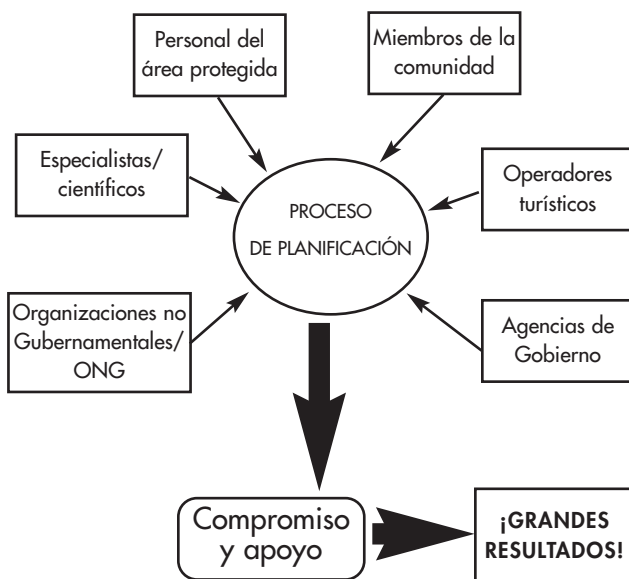 Personal del
área protegida
Miembros de la
comunidad
Especialistas/
científicos
PROCESO
DE PLANIFICACIÓN
Operadores
turísticos
Organizaciones no
Gubernamentales/
ONG
Agencias de
Gobierno
Compromiso
y apoyo
¡GRANDES
RESULTADOS!